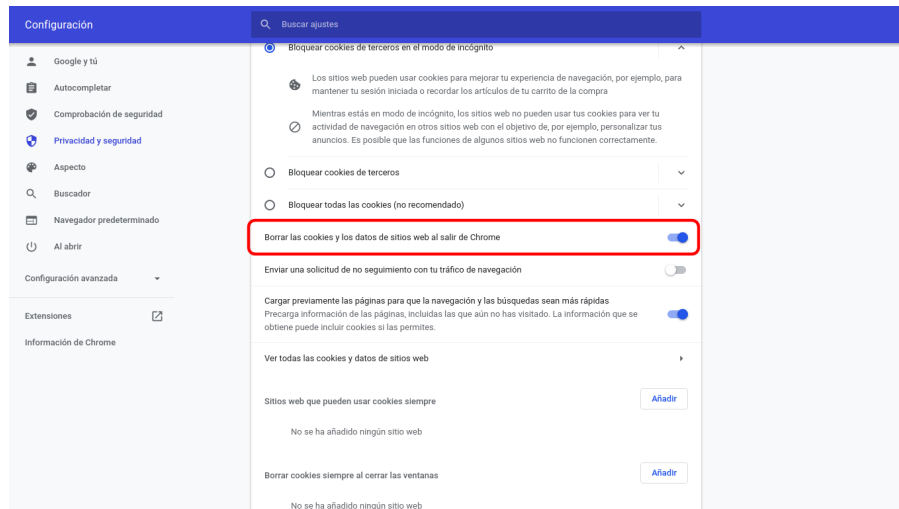 Configuración
Buscar ajustes
Google y tú
Autocompletar
Comprobación de seguridad
Privacidad y seguridad
Aspecto
Buscador
Navegador predeterminado
Al abrir
Configuración avanzada
Extensiones
Información de Chrome
Bloquear cookies de terceros en el modo de incógnito
Los sitios web pueden usar cookies para mejorar tu experiencia de navegación, por ejemplo, para
mantener tu sesión iniciada o recordar los artículos de tu carrito de la compra
Mientras estás en modo de incógnito, los sitios web no pueden usar tus cookies para ver tu
actividad de navegación en otros sitios web con el objetivo de, por ejemplo, personalizar tus
anuncios. Es posible que las funciones de algunos sitios web no funcionen correctamente.
Bloquear cookies de terceros
Bloquear todas las cookies (no recomendado)
Borrar las cookies y los datos de sitios web al salir de Chrome
Enviar una solicitud de no seguimiento con tu tráfico de navegación
Cargar previamente las páginas para que la navegación y las búsquedas sean más rápidas
Precarga información de las páginas, incluidas las que aún no has visitado. La información que se
obtiene puede incluir cookies si las permites.
Ver todas las cookies y datos de sitios web
Sitios web que pueden usar cookies siempre
Añadir
No se ha añadido ningún sitio web
Borrar cookies siempre al cerrar las ventanas
Añadir
No se ha añadido ningún sitio web